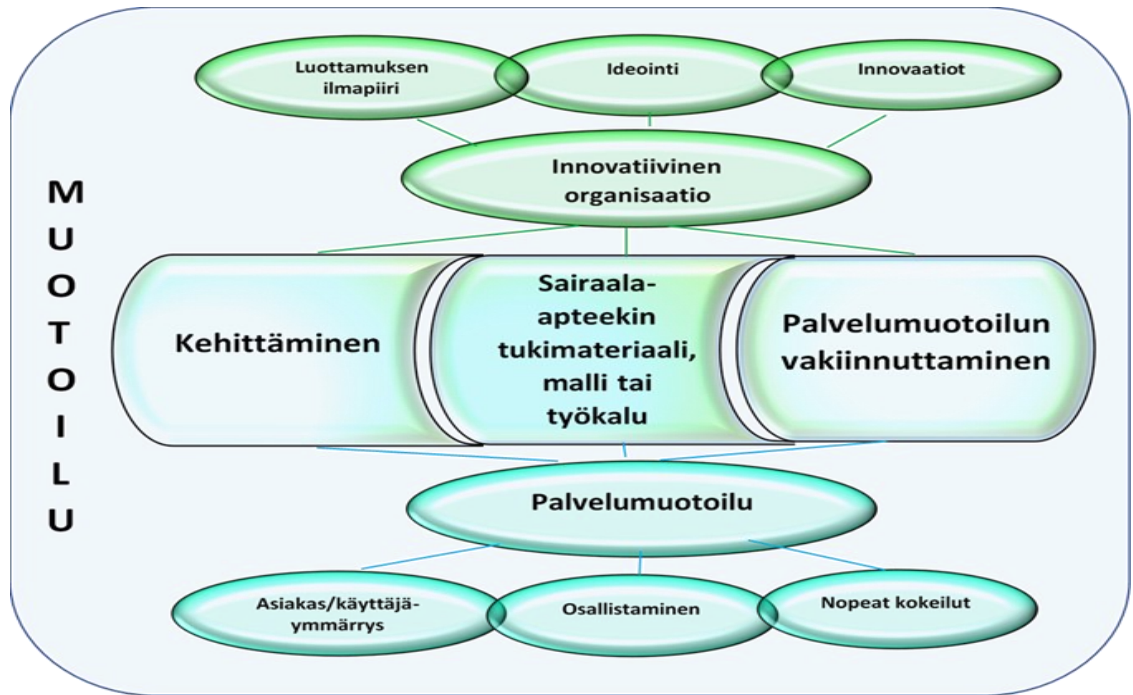 MUOTOILU
Luottamuksen
ilmapiiri
Ideointi
Innovaatiot
Innovatiivinen
organisaatio
Kehittäminen
Sairaala-
apteekin
tukimateriaali,
malli tai
työkalu
Palvelumuotoilun
vakiinnuttaminen
Palvelumuotoilu
Asiakas/käyttäjä-
ymmärrys
Osallistaminen
Nopeat kokeilut